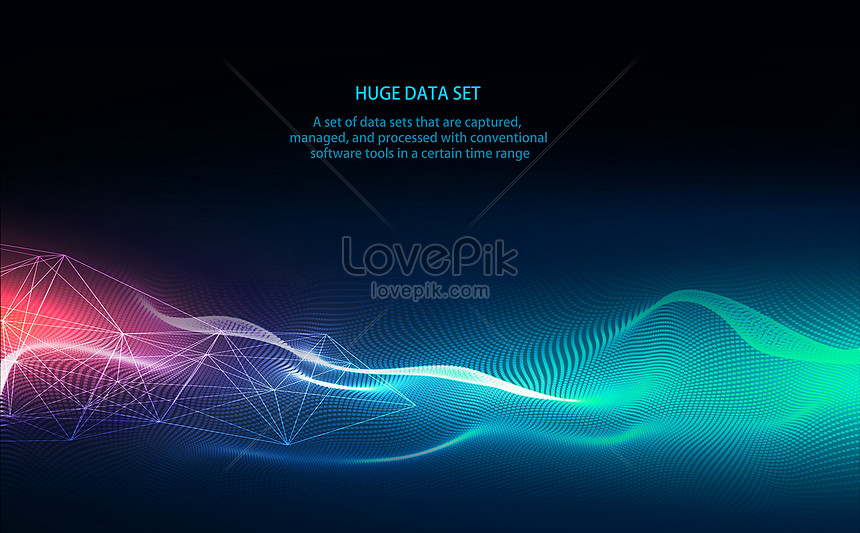 HUGE DATA SET
A set of data sets that are captured,
managed, and processed with conventional
software tools in a certain time range
LovePik
lovepik.com